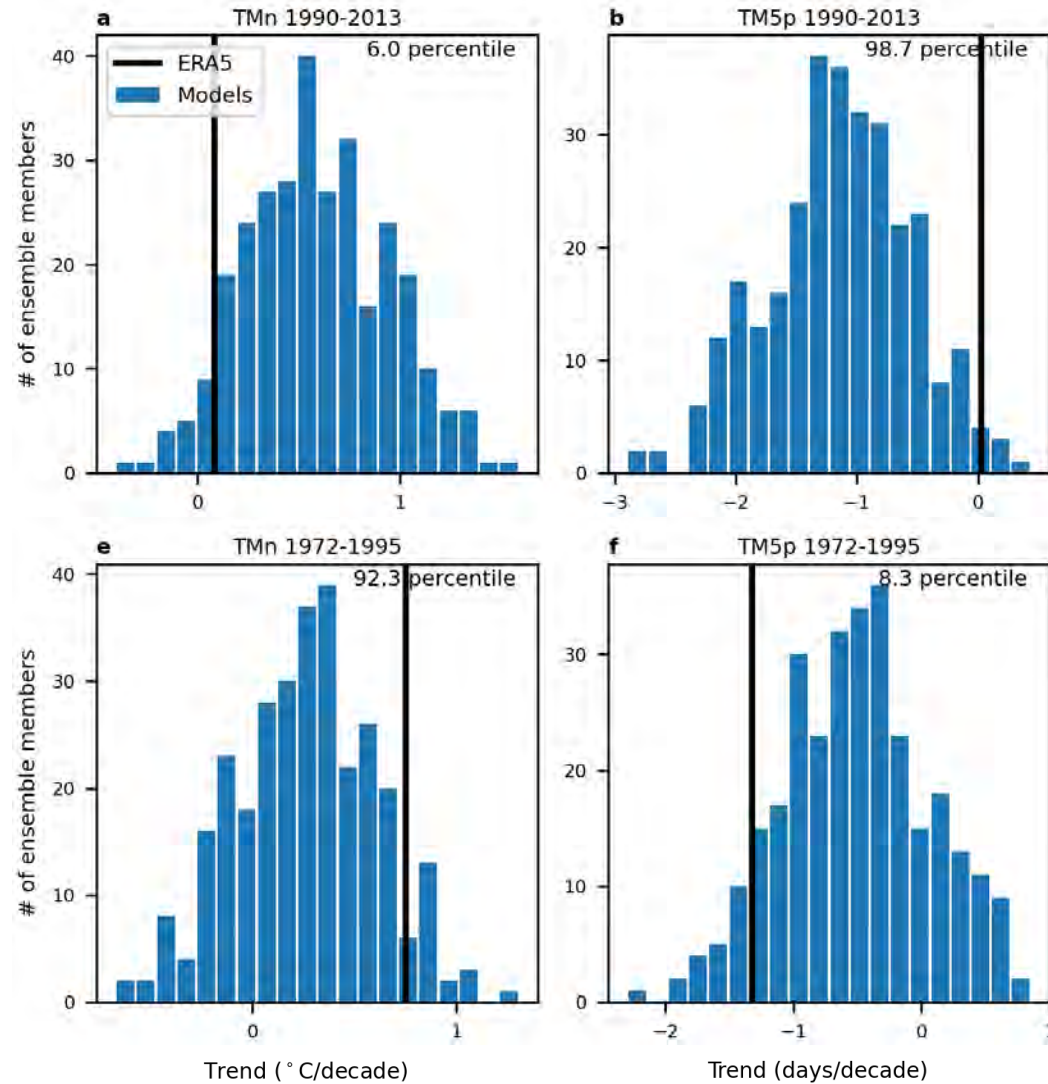 a TMn 1990-2013
6.0 percentile
ERA5
Models
# of ensemble members
40
30
20
10
0
0 1
b TM5p 1990-2013
98.7 percentile
30
20
10
0
−3 −2 −1 0
e TMn 1972-1995
92.3 percentile
# of ensemble members
40
30
20
10
0
0 1
Trend (°C/decade)
f TM5p 1972-1995
8.3 percentile
30
20
10
0
−2 −1 0 1
Trend (days/decade)